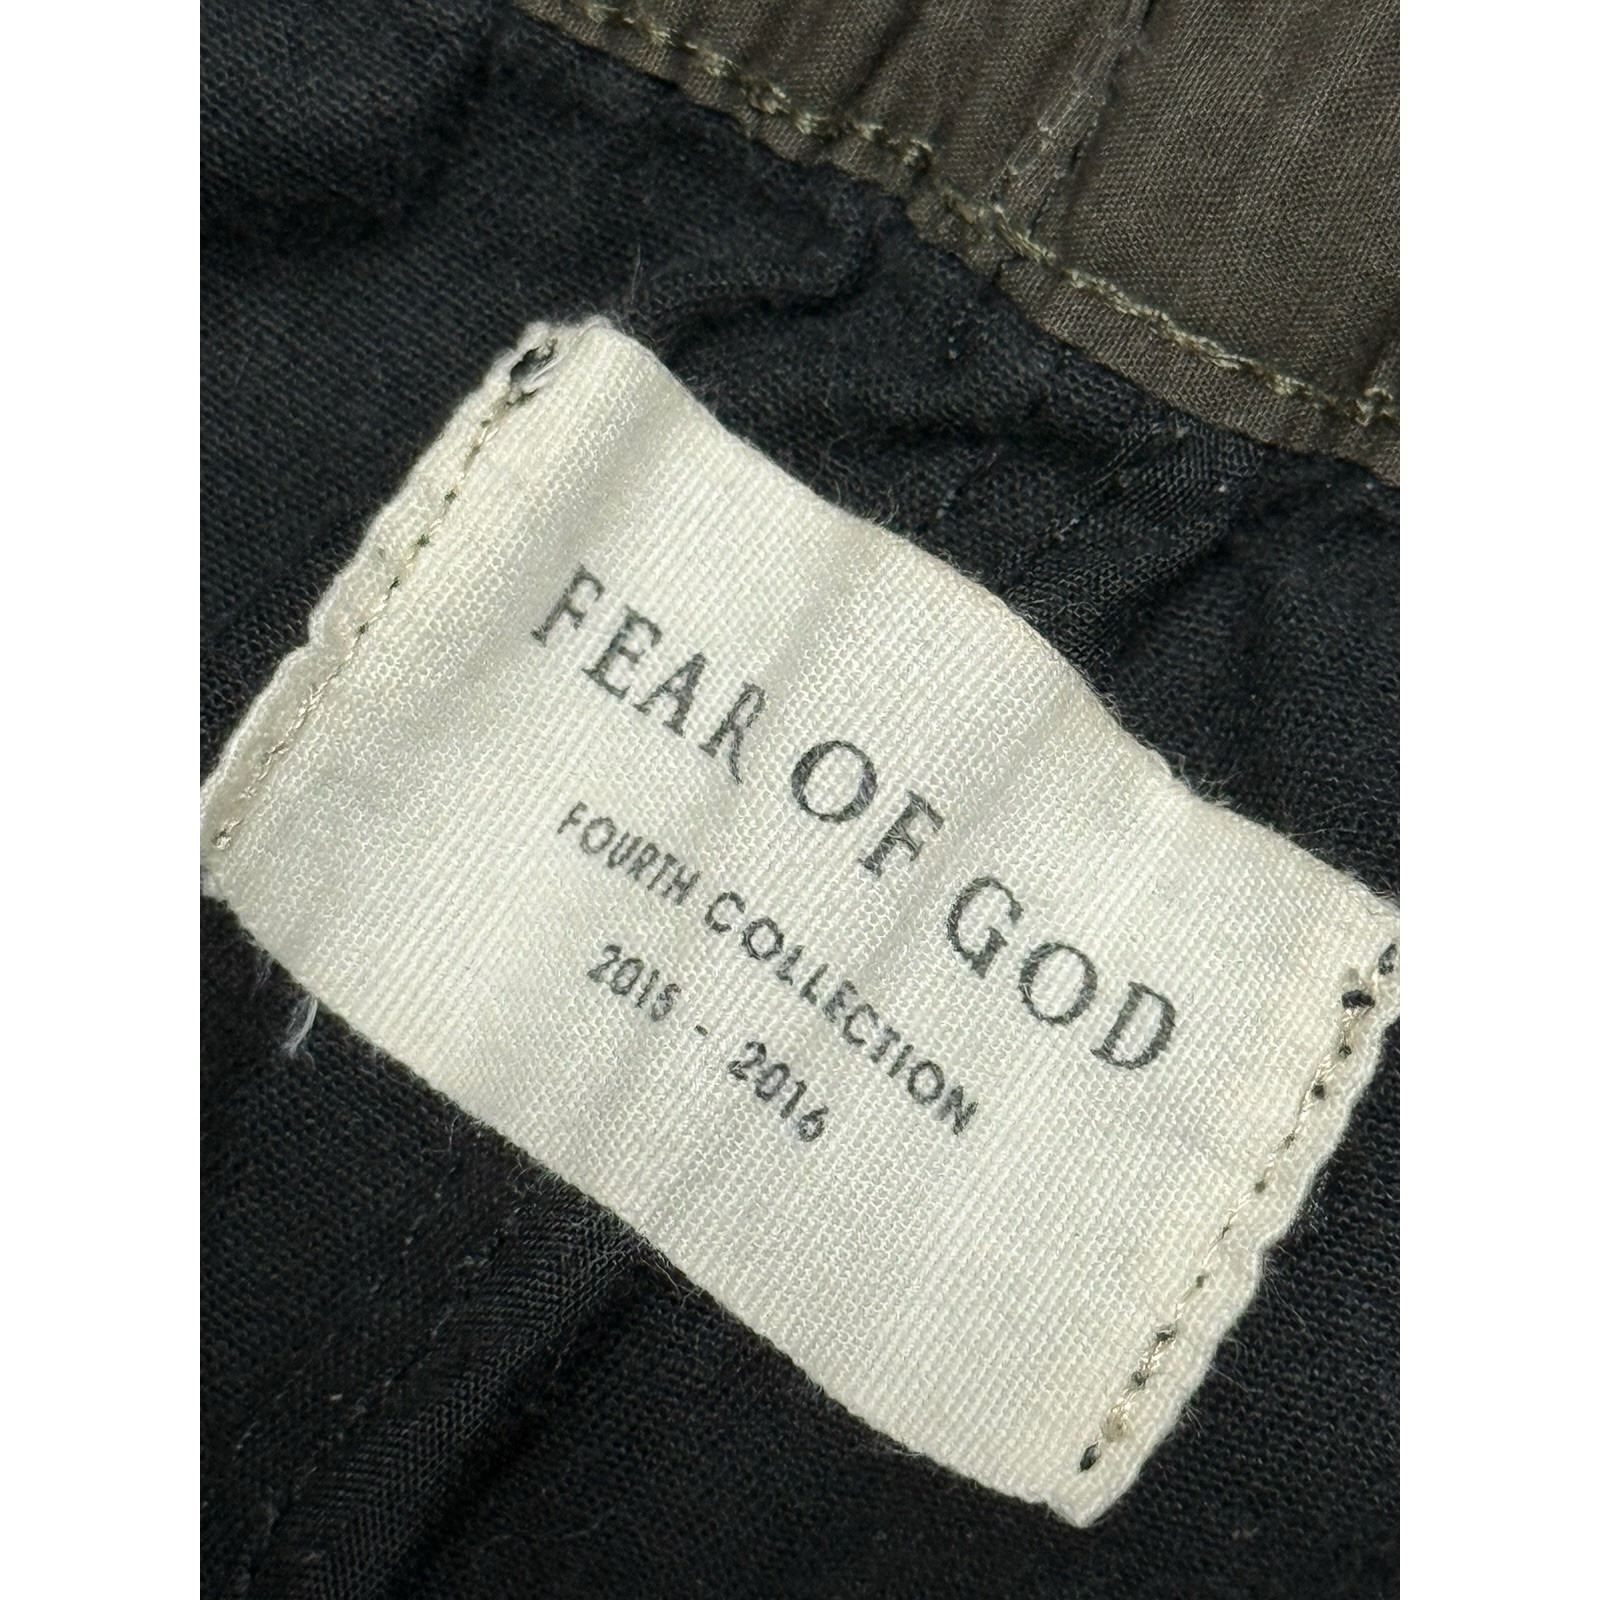 FEAR OF GOD
FOURTH COLLECTION
2015 - 2016